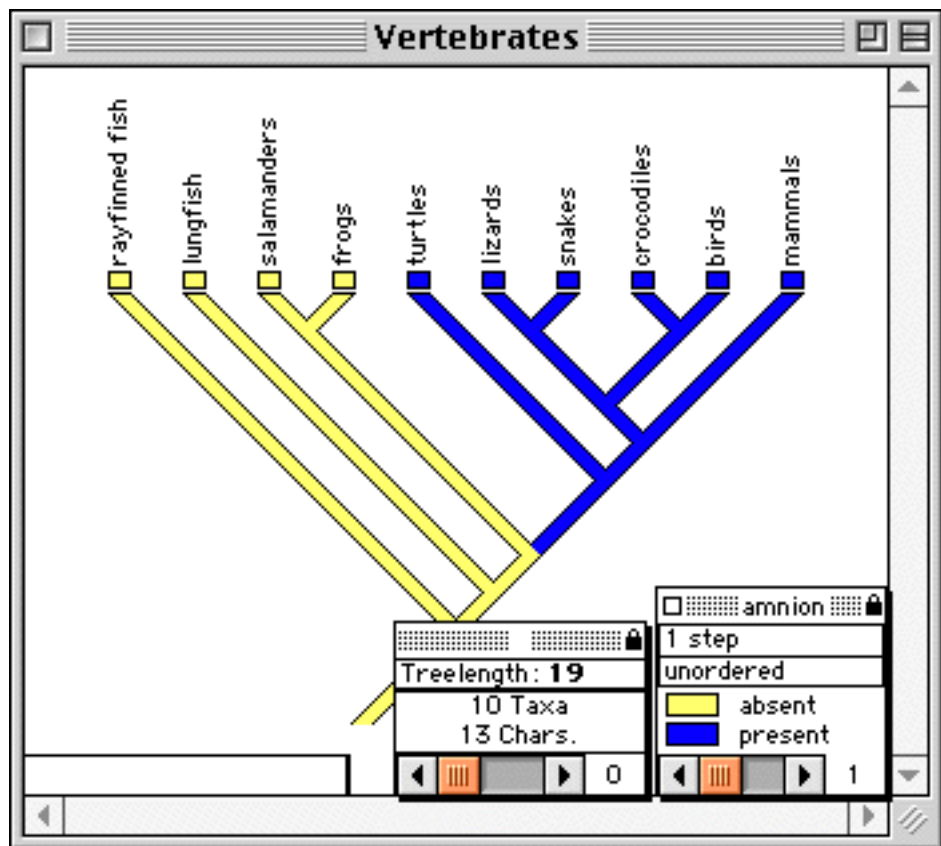 Vertebrates
rayfinned fish
lungfish
salamanders
frogs
turtles
lizards
snakes
crocodiles
birds
mammals
Treelength: 19
10 Taxa
13 Chars.
0
amnion
1 step
unordered
absent
present
1